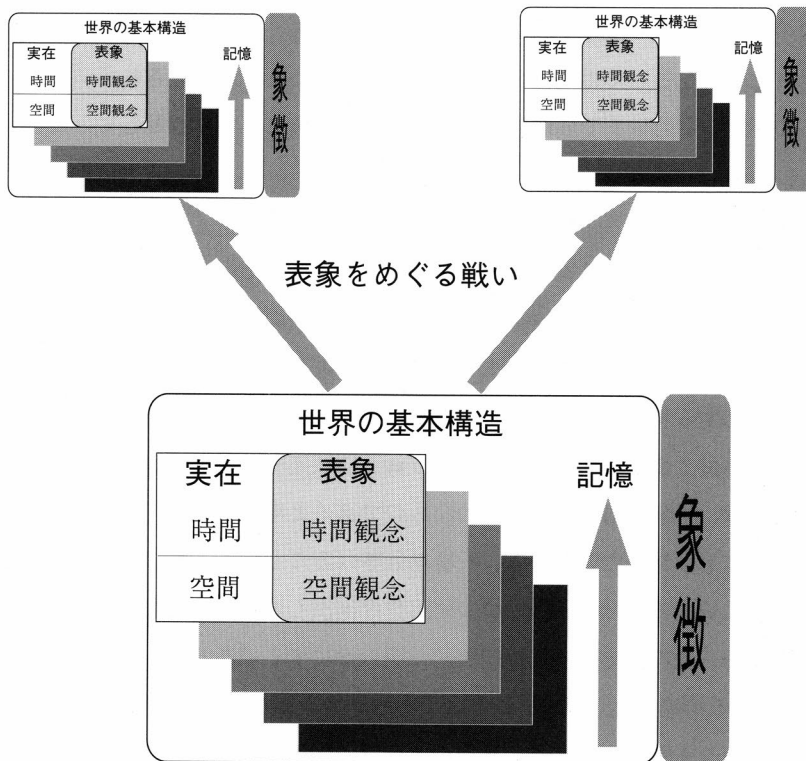 世界の基本構造
実在 表象 記憶
時間 時間観念
空間 空間観念
象徴
世界の基本構造
実在 表象 記憶
時間 時間観念
空間 空間観念
象徴
表象をめぐる戦い
世界の基本構造
実在 表象 記憶
時間 時間観念
空間 空間観念
象徴